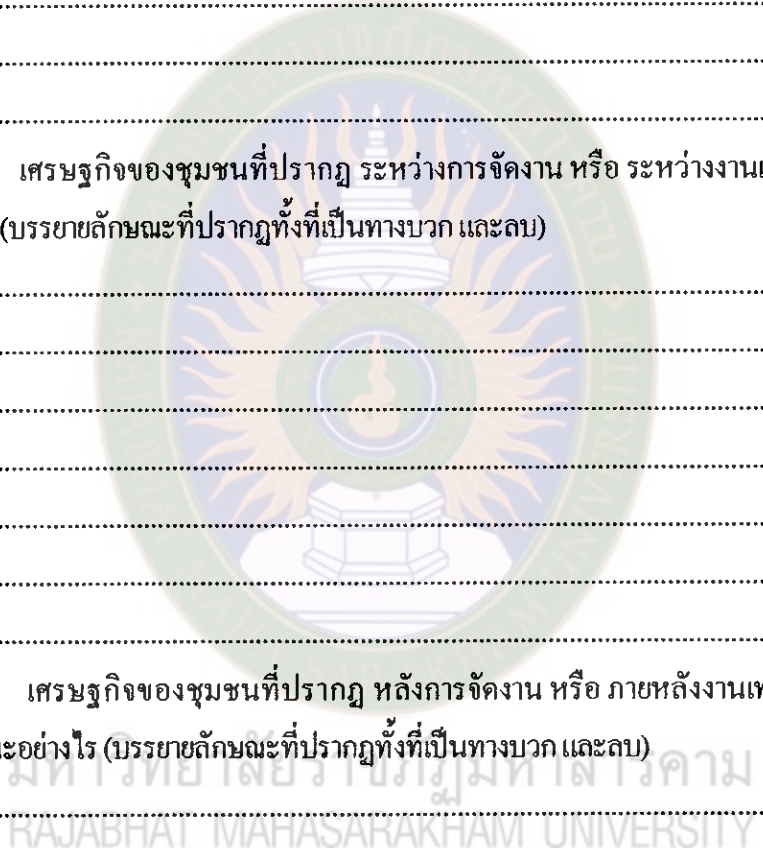 เศรษฐกิจของชุมชนที่ปรากฏ ระหว่างการจัดงาน หรือ ระหว่างงานเ
(บรรยายลักษณะที่ปรากฏทั้งที่เป็นทางบวก และลบ)
เศรษฐกิจของชุมชนที่ปรากฏ หลังการจัดงาน หรือ ภายหลังงานเท
นะอย่างไร (บรรยายลักษณะที่ปรากฏทั้งที่เป็นทางบวก และลบ)
มหาวิทยาลัยราชภัฏมหาสารคาม
RAJABHAT MAHASARAKHAM UNIVERSITY